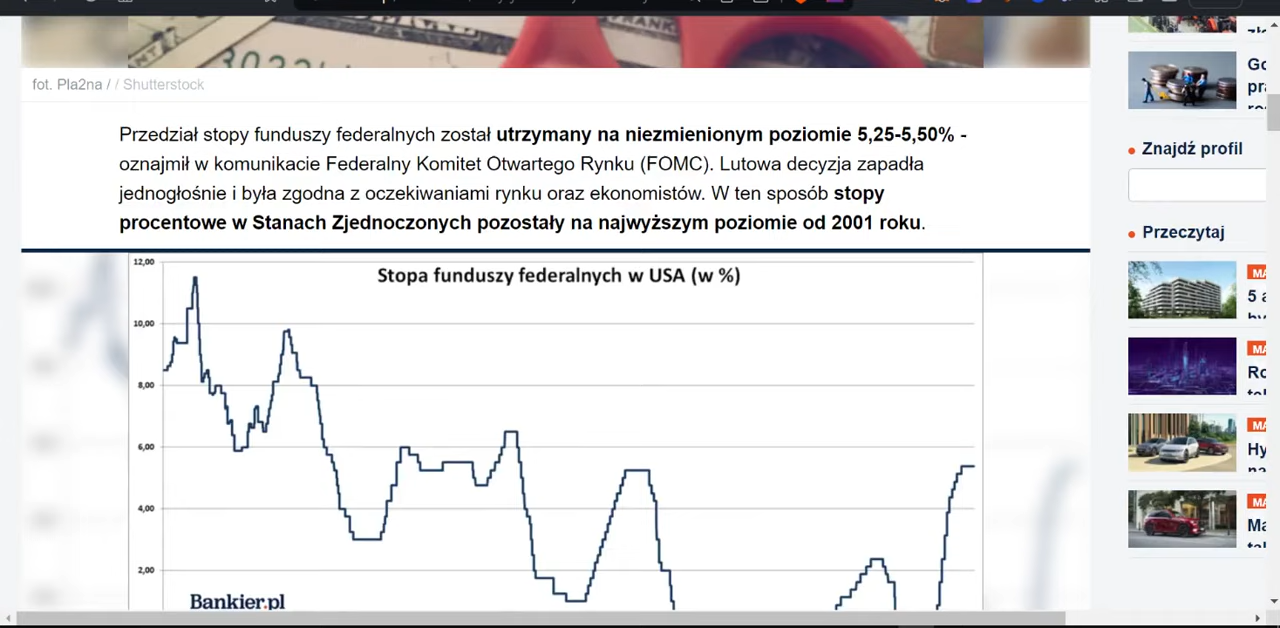 FRANK
fot. Pla2na / / Shutterstock
Przedział stopy funduszy federalnych został utrzymany na niezmienionym poziomie 5,25-5,50% -
oznajmił w komunikacie Federalny Komitet Otwartego Rynku (FOMC). Lutowa decyzja zapadła
jednogłośnie i była zgodna z oczekiwaniami rynku oraz ekonomistów. W ten sposób stopy
procentowe w Stanach Zjednoczonych pozostały na najwyższym poziomie od 2001 roku.
Stopa funduszy federalnych w USA (w %)
12,00
10,00
8,00
6,00
4,00
2,00
Bankier.pl
Znajdź profil
Przeczytaj
5